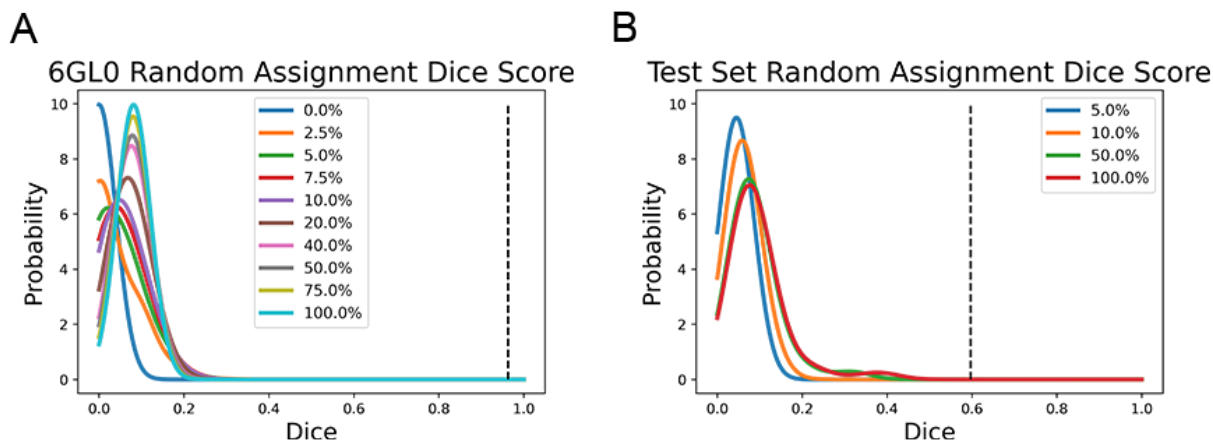 A
6GL0 Random Assignment Dice Score
Probability
10
8
6
4
2
0
0.0%
2.5%
5.0%
7.5%
10.0%
20.0%
40.0%
50.0%
75.0%
100.0%
0.0 0.2 0.4 0.6 0.8 1.0
Dice
B
Test Set Random Assignment Dice Score
Probability
10
8
6
4
2
0
5.0%
10.0%
50.0%
100.0%
0.0 0.2 0.4 0.6 0.8 1.0
Dice